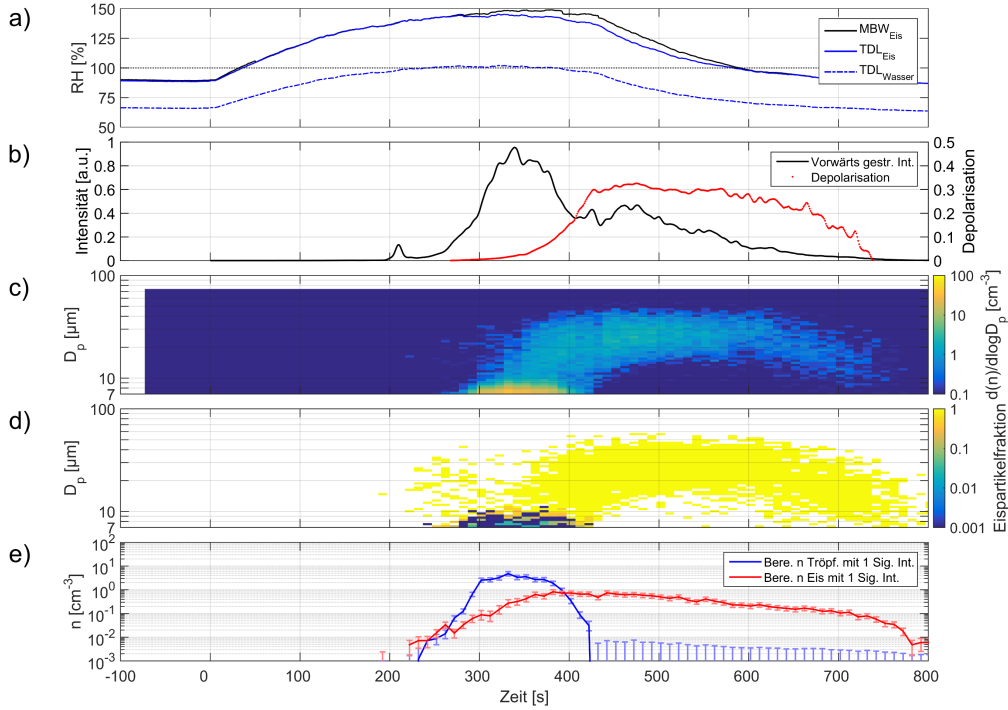 a)
RH [%]
150
100
75
50
MBW_Eis
TDL_Eis
TDL_Wasser
b)
Intensität [a.u.]
1
0.8
0.6
0.4
0.2
0
Vorwärts gestr. Int.
Depolarisation
0.5
0.4
0.3
0.2
0.1
0
Depolarisation
c)
D_p [µm]
100
10
7
100
10
1
0.1
d(n)/dlogD_p [cm^-3]
d)
D_p [µm]
100
10
7
1
0.1
0.01
0.001
Eispartikelfraktion
e)
n [cm^-3]
10^2
10^1
10^0
10^-1
10^-2
10^-3
Bere. n Tröpf. mit 1 Sig. Int.
Bere. n Eis mit 1 Sig. Int.
-100 0 100 200 300 400 500 600 700 800
Zeit [s]